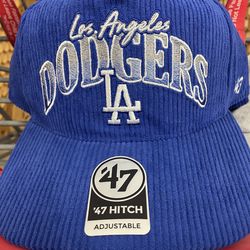 Los Angeles
DODGERS
LA
'47
'47 HITCH
ADJUSTABLE